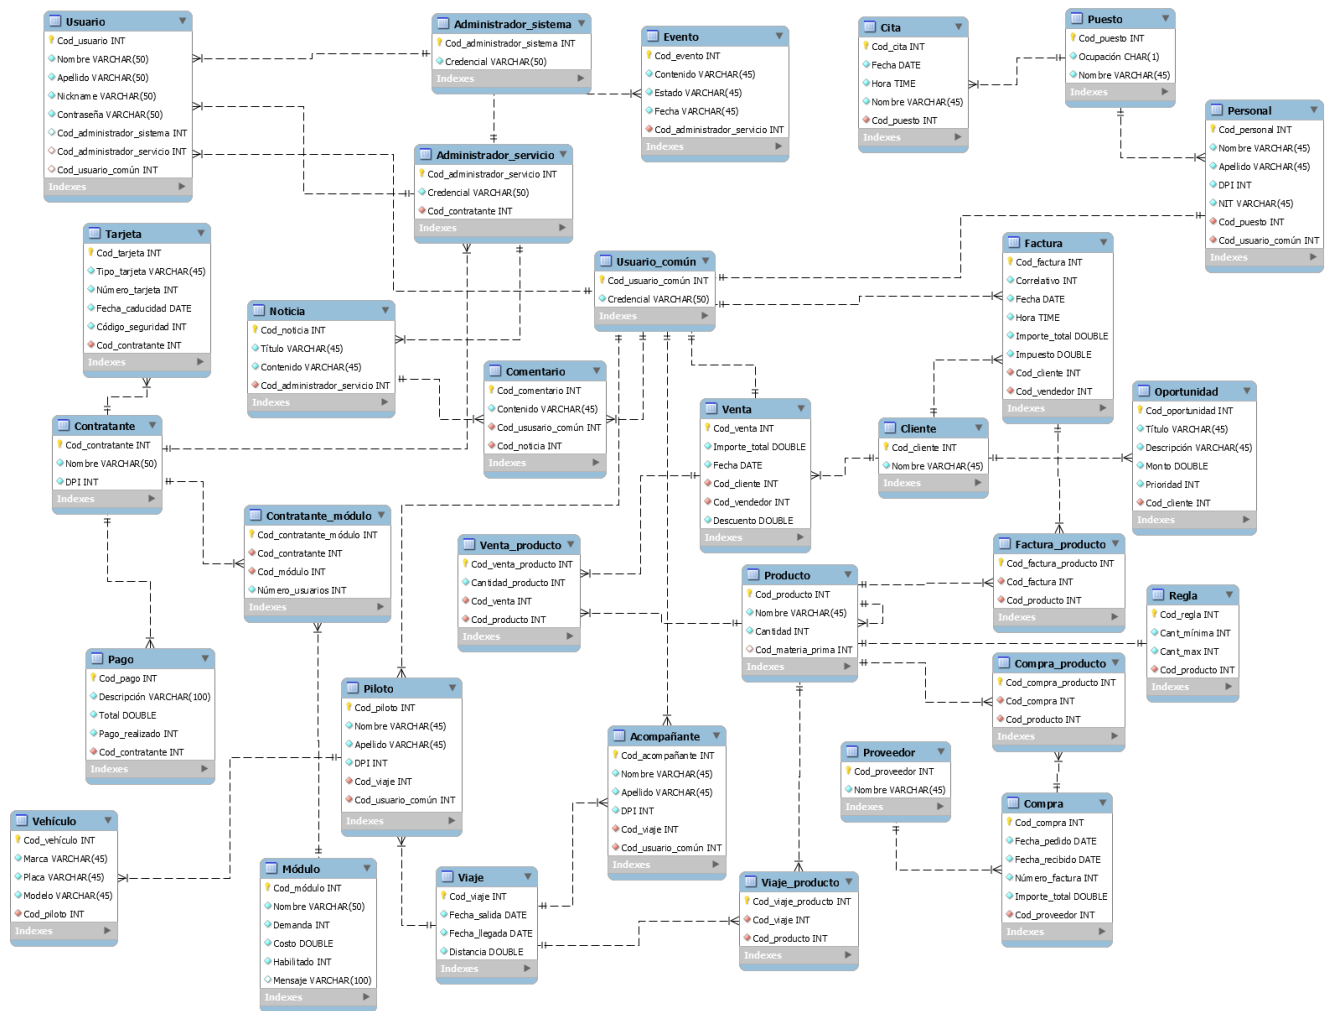 Usuario
Cod_usuario INT
Nombre VARCHAR(50)
Apellido VARCHAR(50)
Nickname VARCHAR(50)
Contraseña VARCHAR(50)
Cod_administrador_sistema INT
Cod_administrador_servicio INT
Cod_usuario_común INT
Indexes
Administrador_sistema
Cod_administrador_sistema INT
Credencial VARCHAR(50)
Indexes
Evento
Cod_evento INT
Contenido VARCHAR(45)
Estado VARCHAR(45)
Fecha VARCHAR(45)
Cod_administrador_servicio INT
Indexes
Cita
Cod_cita INT
Fecha DATE
Hora TIME
Nombre VARCHAR(45)
Cod_puesto INT
Indexes
Puesto
Cod_puesto INT
Ocupación CHAR(1)
Nombre VARCHAR(45)
Indexes
Personal
Cod_personal INT
Nombre VARCHAR(45)
Apellido VARCHAR(45)
DPI INT
NIT VARCHAR(45)
Cod_puesto INT
Cod_usuario_común INT
Indexes
Administrador_servicio
Cod_administrador_servicio INT
Credencial VARCHAR(50)
Cod_contratante INT
Indexes
Tarjeta
Cod_tarjeta INT
Tipo_tarjeta VARCHAR(45)
Número_tarjeta INT
Fecha_caducidad DATE
Código_seguridad INT
Cod_contratante INT
Indexes
Noticia
Cod_noticia INT
Título VARCHAR(45)
Contenido VARCHAR(45)
Cod_administrador_servicio INT
Indexes
Usuario_común
Cod_usuario_común INT
Credencial VARCHAR(50)
Indexes
Factura
Cod_factura INT
Correlativo INT
Fecha DATE
Hora TIME
Importe_total DOUBLE
Impuesto DOUBLE
Cod_cliente INT
Cod_vendedor INT
Indexes
Comentario
Cod_comentario INT
Contenido VARCHAR(45)
Cod_ususario_común INT
Cod_noticia INT
Indexes
Venta
Cod_venta INT
Importe_total DOUBLE
Fecha DATE
Cod_cliente INT
Cod_vendedor INT
Descuento DOUBLE
Indexes
Cliente
Cod_cliente INT
Nombre VARCHAR(45)
Indexes
Oportunidad
Cod_oportunidad INT
Título VARCHAR(45)
Descripción VARCHAR(45)
Monto DOUBLE
Prioridad INT
Cod_cliente INT
Indexes
Contratante
Cod_contratante INT
Nombre VARCHAR(50)
DPI INT
Indexes
Contratante_módulo
Cod_contratante_módulo INT
Cod_contratante INT
Cod_módulo INT
Número_usuarios INT
Indexes
Venta_producto
Cod_venta_producto INT
Cantidad_producto INT
Cod_venta INT
Cod_producto INT
Indexes
Producto
Cod_producto INT
Nombre VARCHAR(45)
Cantidad INT
Cod_materia_prima INT
Indexes
Factura_producto
Cod_factura_producto INT
Cod_factura INT
Cod_producto INT
Indexes
Regla
Cod_regla INT
Cant_mínima INT
Cant_max INT
Cod_producto INT
Indexes
Pago
Cod_pago INT
Descripción VARCHAR(100)
Total DOUBLE
Pago_realizado INT
Cod_contratante INT
Indexes
Piloto
Cod_piloto INT
Nombre VARCHAR(45)
Apellido VARCHAR(45)
DPI INT
Cod_viaje INT
Cod_usuario_común INT
Indexes
Compra_producto
Cod_compra_producto INT
Cod_compra INT
Cod_producto INT
Indexes
Acompañante
Cod_acompañante INT
Nombre VARCHAR(45)
Apellido VARCHAR(45)
DPI INT
Cod_viaje INT
Cod_usuario_común INT
Indexes
Proveedor
Cod_proveedor INT
Nombre VARCHAR(45)
Indexes
Compra
Cod_compra INT
Fecha_pedido DATE
Fecha_recibido DATE
Número_factura INT
Importe_total DOUBLE
Cod_proveedor INT
Indexes
Vehículo
Cod_vehículo INT
Marca VARCHAR(45)
Placa VARCHAR(45)
Modelo VARCHAR(45)
Cod_piloto INT
Indexes
Módulo
Cod_módulo INT
Nombre VARCHAR(50)
Demanda INT
Costo DOUBLE
Habilitado INT
Mensaje VARCHAR(100)
Indexes
Viaje
Cod_viaje INT
Fecha_salida DATE
Fecha_llegada DATE
Distancia DOUBLE
Indexes
Viaje_producto
Cod_viaje_producto INT
Cod_viaje INT
Cod_producto INT
Indexes